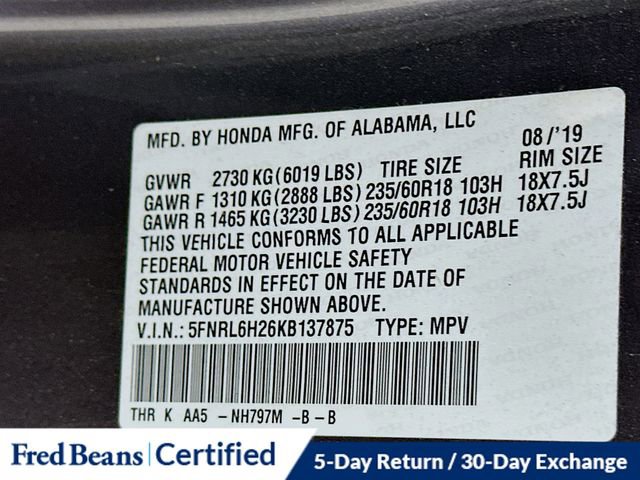 MFD. BY HONDA MFG. OF ALABAMA, LLC 08/'19
GVWR 2730 KG (6019 LBS) TIRE SIZE RIM SIZE
GAWR F 1310 KG (2888 LBS) 235/60R18 103H 18X7.5J
GAWR R 1465 KG (3230 LBS) 235/60R18 103H 18X7.5J
THIS VEHICLE CONFORMS TO ALL APPLICABLE
FEDERAL MOTOR VEHICLE SAFETY
STANDARDS IN EFFECT ON THE DATE OF
MANUFACTURE SHOWN ABOVE.
V.I.N.: 5FNRL6H26KB137875 TYPE: MPV
THR K AA5 -NH797M -B-B
Fred Beans Certified 5-Day Return / 30-Day Exchange